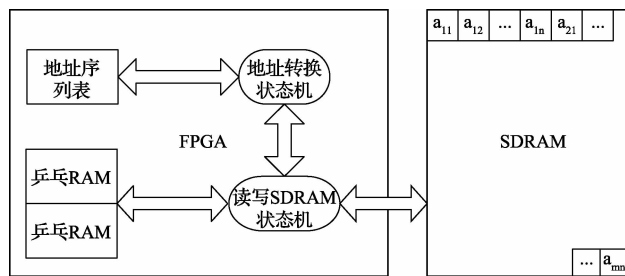 地址序
列表
地址转换
状态机
FPGA
乒乓RAM
乒乓RAM
读写SDRAM
状态机
a11 a12 ... a1n a21 ...
SDRAM
... amn